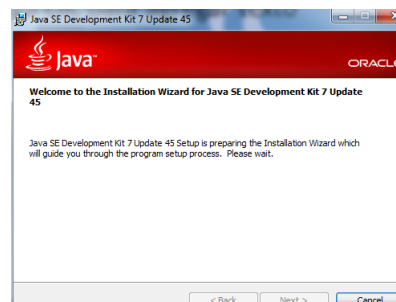 Java SE Development Kit 7 Update 45
Java
Welcome to the Installation Wizard for Java SE Development Kit 7 Update
45
Java SE Development Kit 7 Update 45 Setup is preparing the Installation Wizard which
will guide you through the program setup process. Please wait.
< Back Next > Cancel